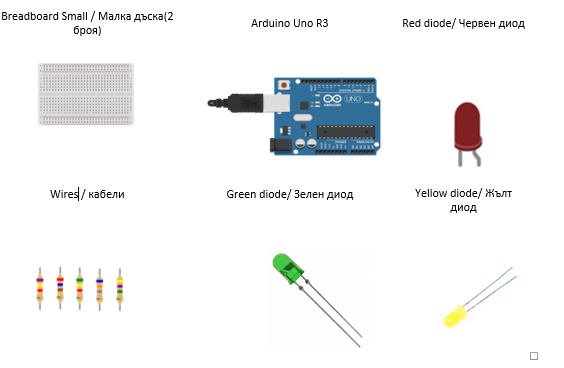 Breadboard Small / Малка дъска(2
броя)
Arduino Uno R3
Red diode/ Червен диод
UNO
Wires / кабели
Green diode/ Зелен диод
Yellow diode/ Жълт
диод